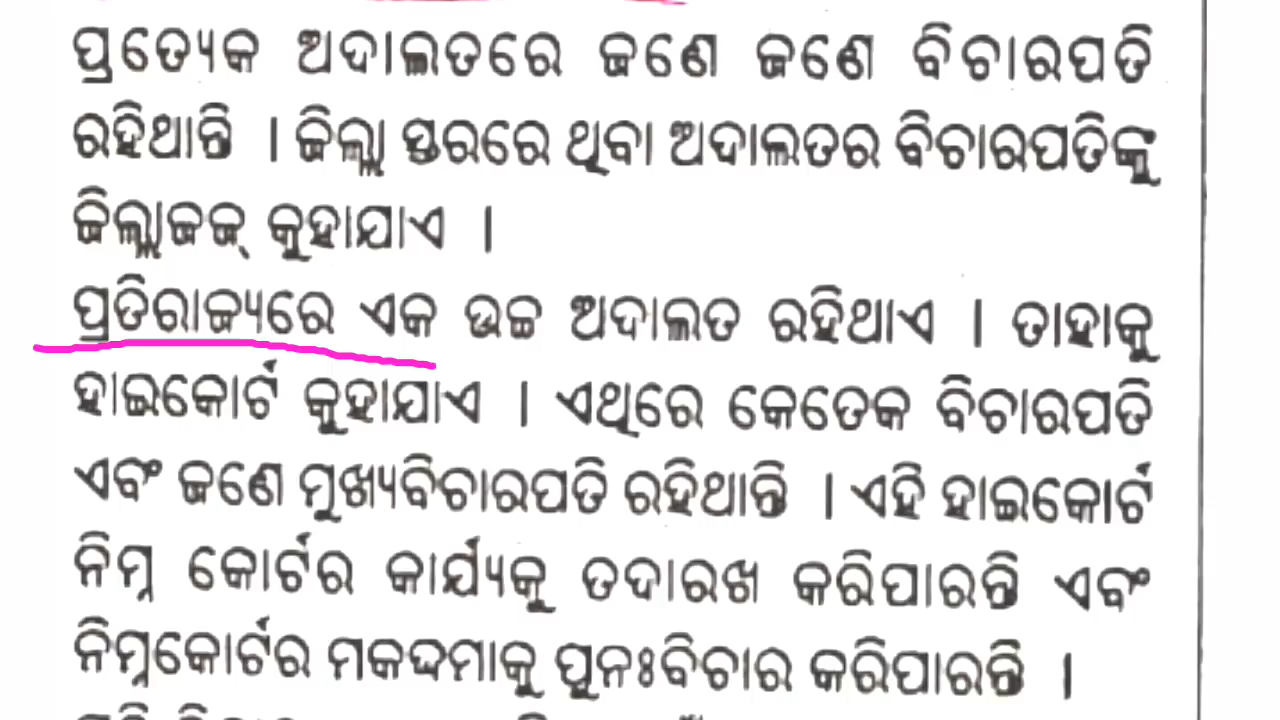 ପ୍ରତ୍ୟେକ ଅଦାଲତରେ ଜଣେ ଜଣେ ବିଚାରପତି
ରହିଥାନ୍ତି । ଜିଲ୍ଲା ସ୍ତରରେ ଥିବା ଅଦାଲତର ବିଚାରପତିଙ୍କୁ
ଜିଲ୍ଲାଜଜ୍ କୁହାଯାଏ ।
ପ୍ରତିରାଜ୍ୟରେ ଏକ ଉଚ୍ଚ ଅଦାଲତ ରହିଥାଏ । ତାହାକୁ
ହାଇକୋର୍ଟ କୁହାଯାଏ । ଏଥିରେ କେତେକ ବିଚାରପତି
ଏବଂ ଜଣେ ମୁଖ୍ୟବିଚାରପତି ରହିଥାନ୍ତି । ଏହି ହାଇକୋର୍ଟ
ନିମ୍ନ କୋର୍ଟର କାର୍ଯ୍ୟକୁ ତଦାରଖ କରିପାରନ୍ତି ଏବଂ
ନିମ୍ନକୋର୍ଟର ମକଦ୍ଦମାକୁ ପୁନଃବିଚାର କରିପାରନ୍ତି ।